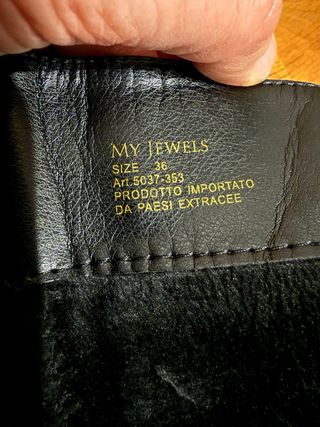 MY JEWELS
SIZE 36
Art.5037-353
PRODOTTO IMPORTATO
DA PAESI EXTRACEE